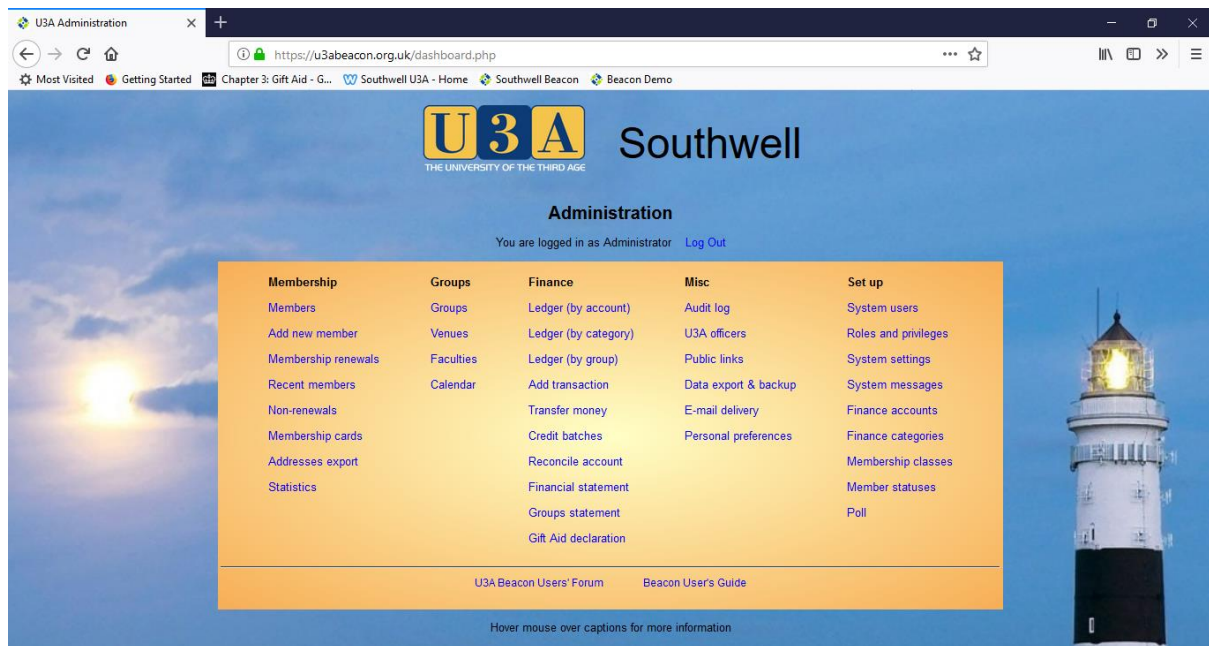 U3A Administration
https://u3abeacon.org.uk/dashboard.php
Most Visited Getting Started Chapter 3: Gift Aid - G... Southwell U3A - Home Southwell Beacon Beacon Demo
U3A Southwell
THE UNIVERSITY OF THE THIRD AGE
Administration
You are logged in as Administrator Log Out
Membership Groups Finance Misc Set up
Members Groups Ledger (by account) Audit log System users
Add new member Venues Ledger (by category) U3A officers Roles and privileges
Membership renewals Faculties Ledger (by group) Public links System settings
Recent members Calendar Add transaction Data export & backup System messages
Non-renewals Transfer money E-mail delivery Finance accounts
Membership cards Credit batches Personal preferences Finance categories
Addresses export Reconcile account Membership classes
Statistics Financial statement Member statuses
Groups statement Poll
Gift Aid declaration
U3A Beacon Users' Forum Beacon User's Guide
Hover mouse over captions for more information